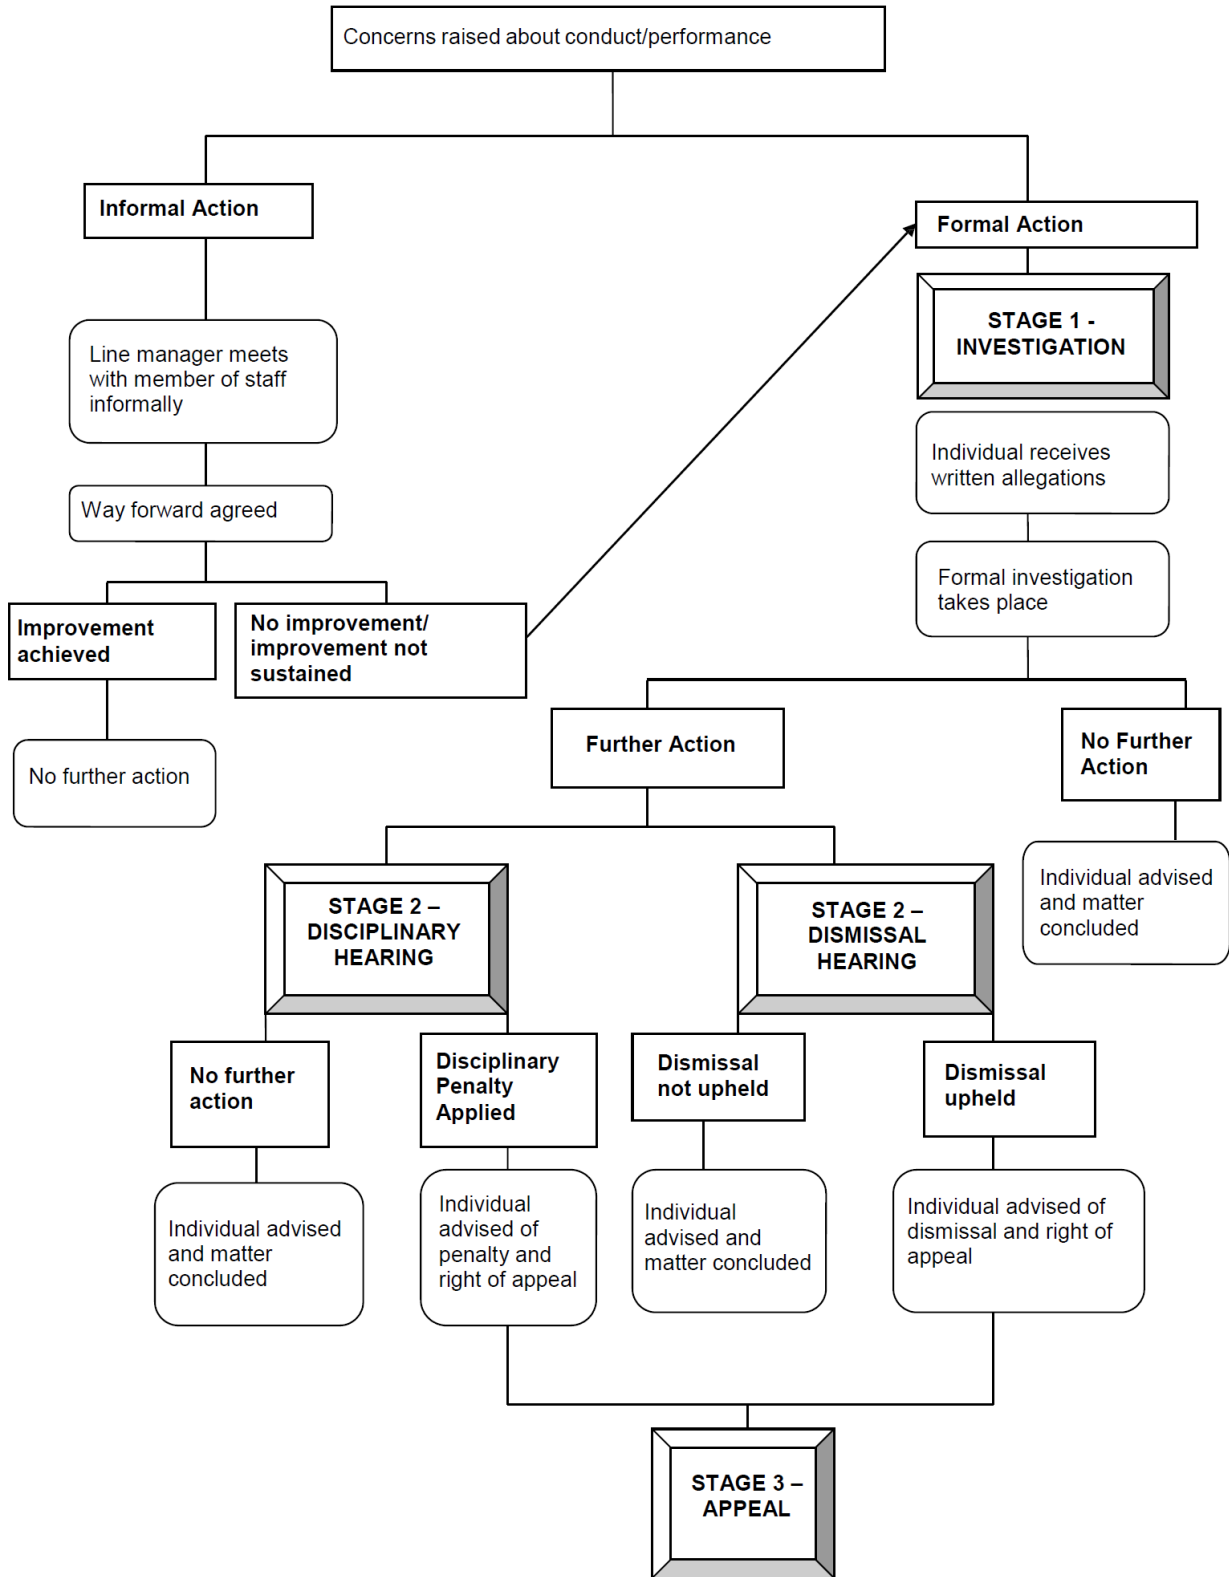 Concerns raised about conduct/performance
Informal Action
Formal Action
STAGE 1 -
INVESTIGATION
Line manager meets
with member of staff
informally
Individual receives
written allegations
Way forward agreed
Formal investigation
takes place
Improvement
achieved
No improvement/
improvement not
sustained
Further Action
No Further
Action
No further action
Individual advised
and matter
concluded
STAGE 2 –
DISCIPLINARY
HEARING
STAGE 2 –
DISMISSAL
HEARING
No further
action
Disciplinary
Penalty
Applied
Dismissal
not upheld
Dismissal
upheld
Individual advised
and matter
concluded
Individual
advised of
penalty and
right of appeal
Individual
advised and
matter concluded
Individual advised of
dismissal and right of
appeal
STAGE 3 –
APPEAL